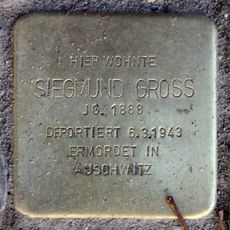 HIER WOHNTE
SIEGMUND GROSS
JG. 1888
DEPORTIERT 6.3.1943
ERMORDET IN
AUSCHWITZ